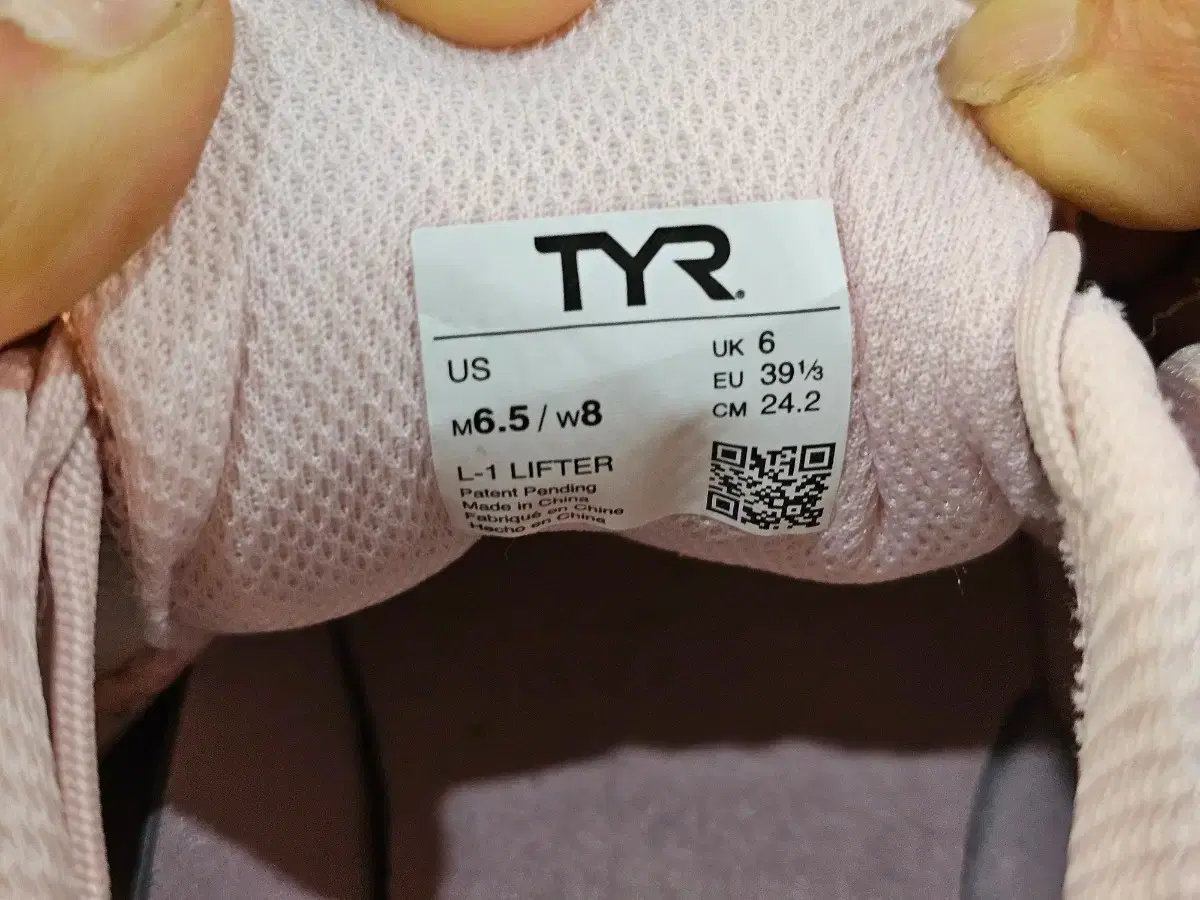 TYR
US
M6.5 / W8
UK 6
EU 39⅓
CM 24.2
L-1 LIFTER
Patent Pending
Made in China
Fabriqué en Chine
Hecho en China